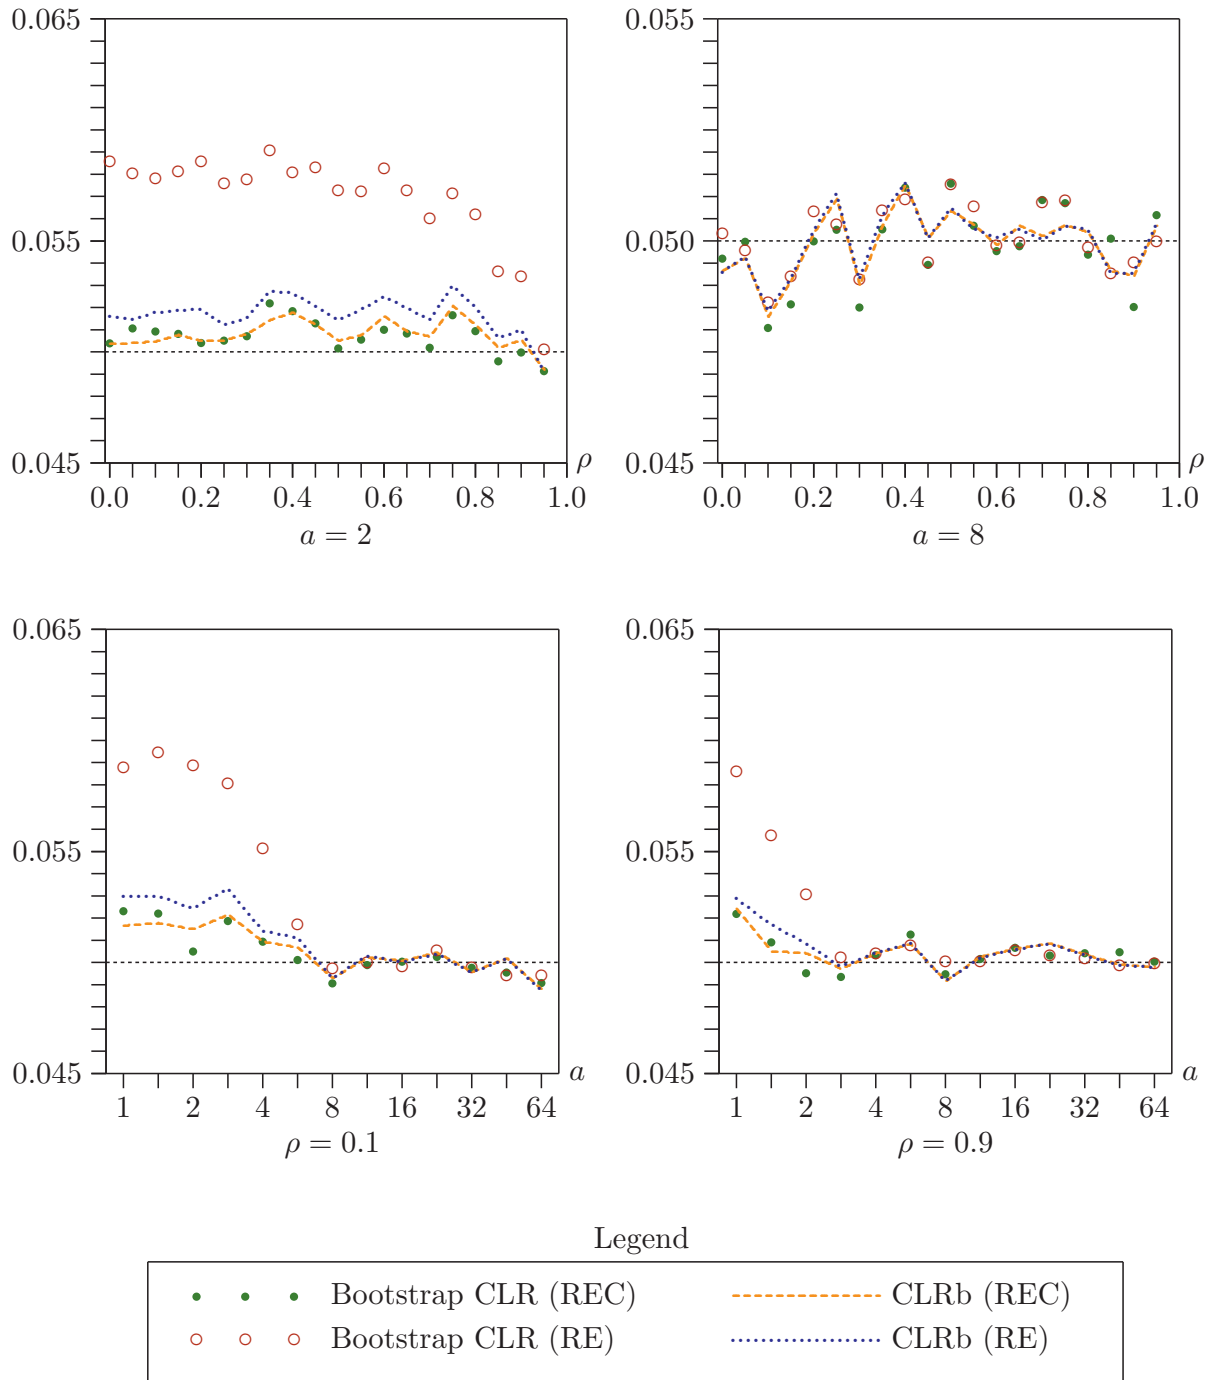 0.065
0.055
0.045
0.0 0.2 0.4 0.6 0.8 1.0
ρ
a = 2
0.055
0.050
0.045
0.0 0.2 0.4 0.6 0.8 1.0
ρ
a = 8
0.065
0.055
0.045
1 2 4 8 16 32 64
a
ρ = 0.1
0.065
0.055
0.045
1 2 4 8 16 32 64
a
ρ = 0.9
Legend
Bootstrap CLR (REC)
CLRb (REC)
Bootstrap CLR (RE)
CLRb (RE)